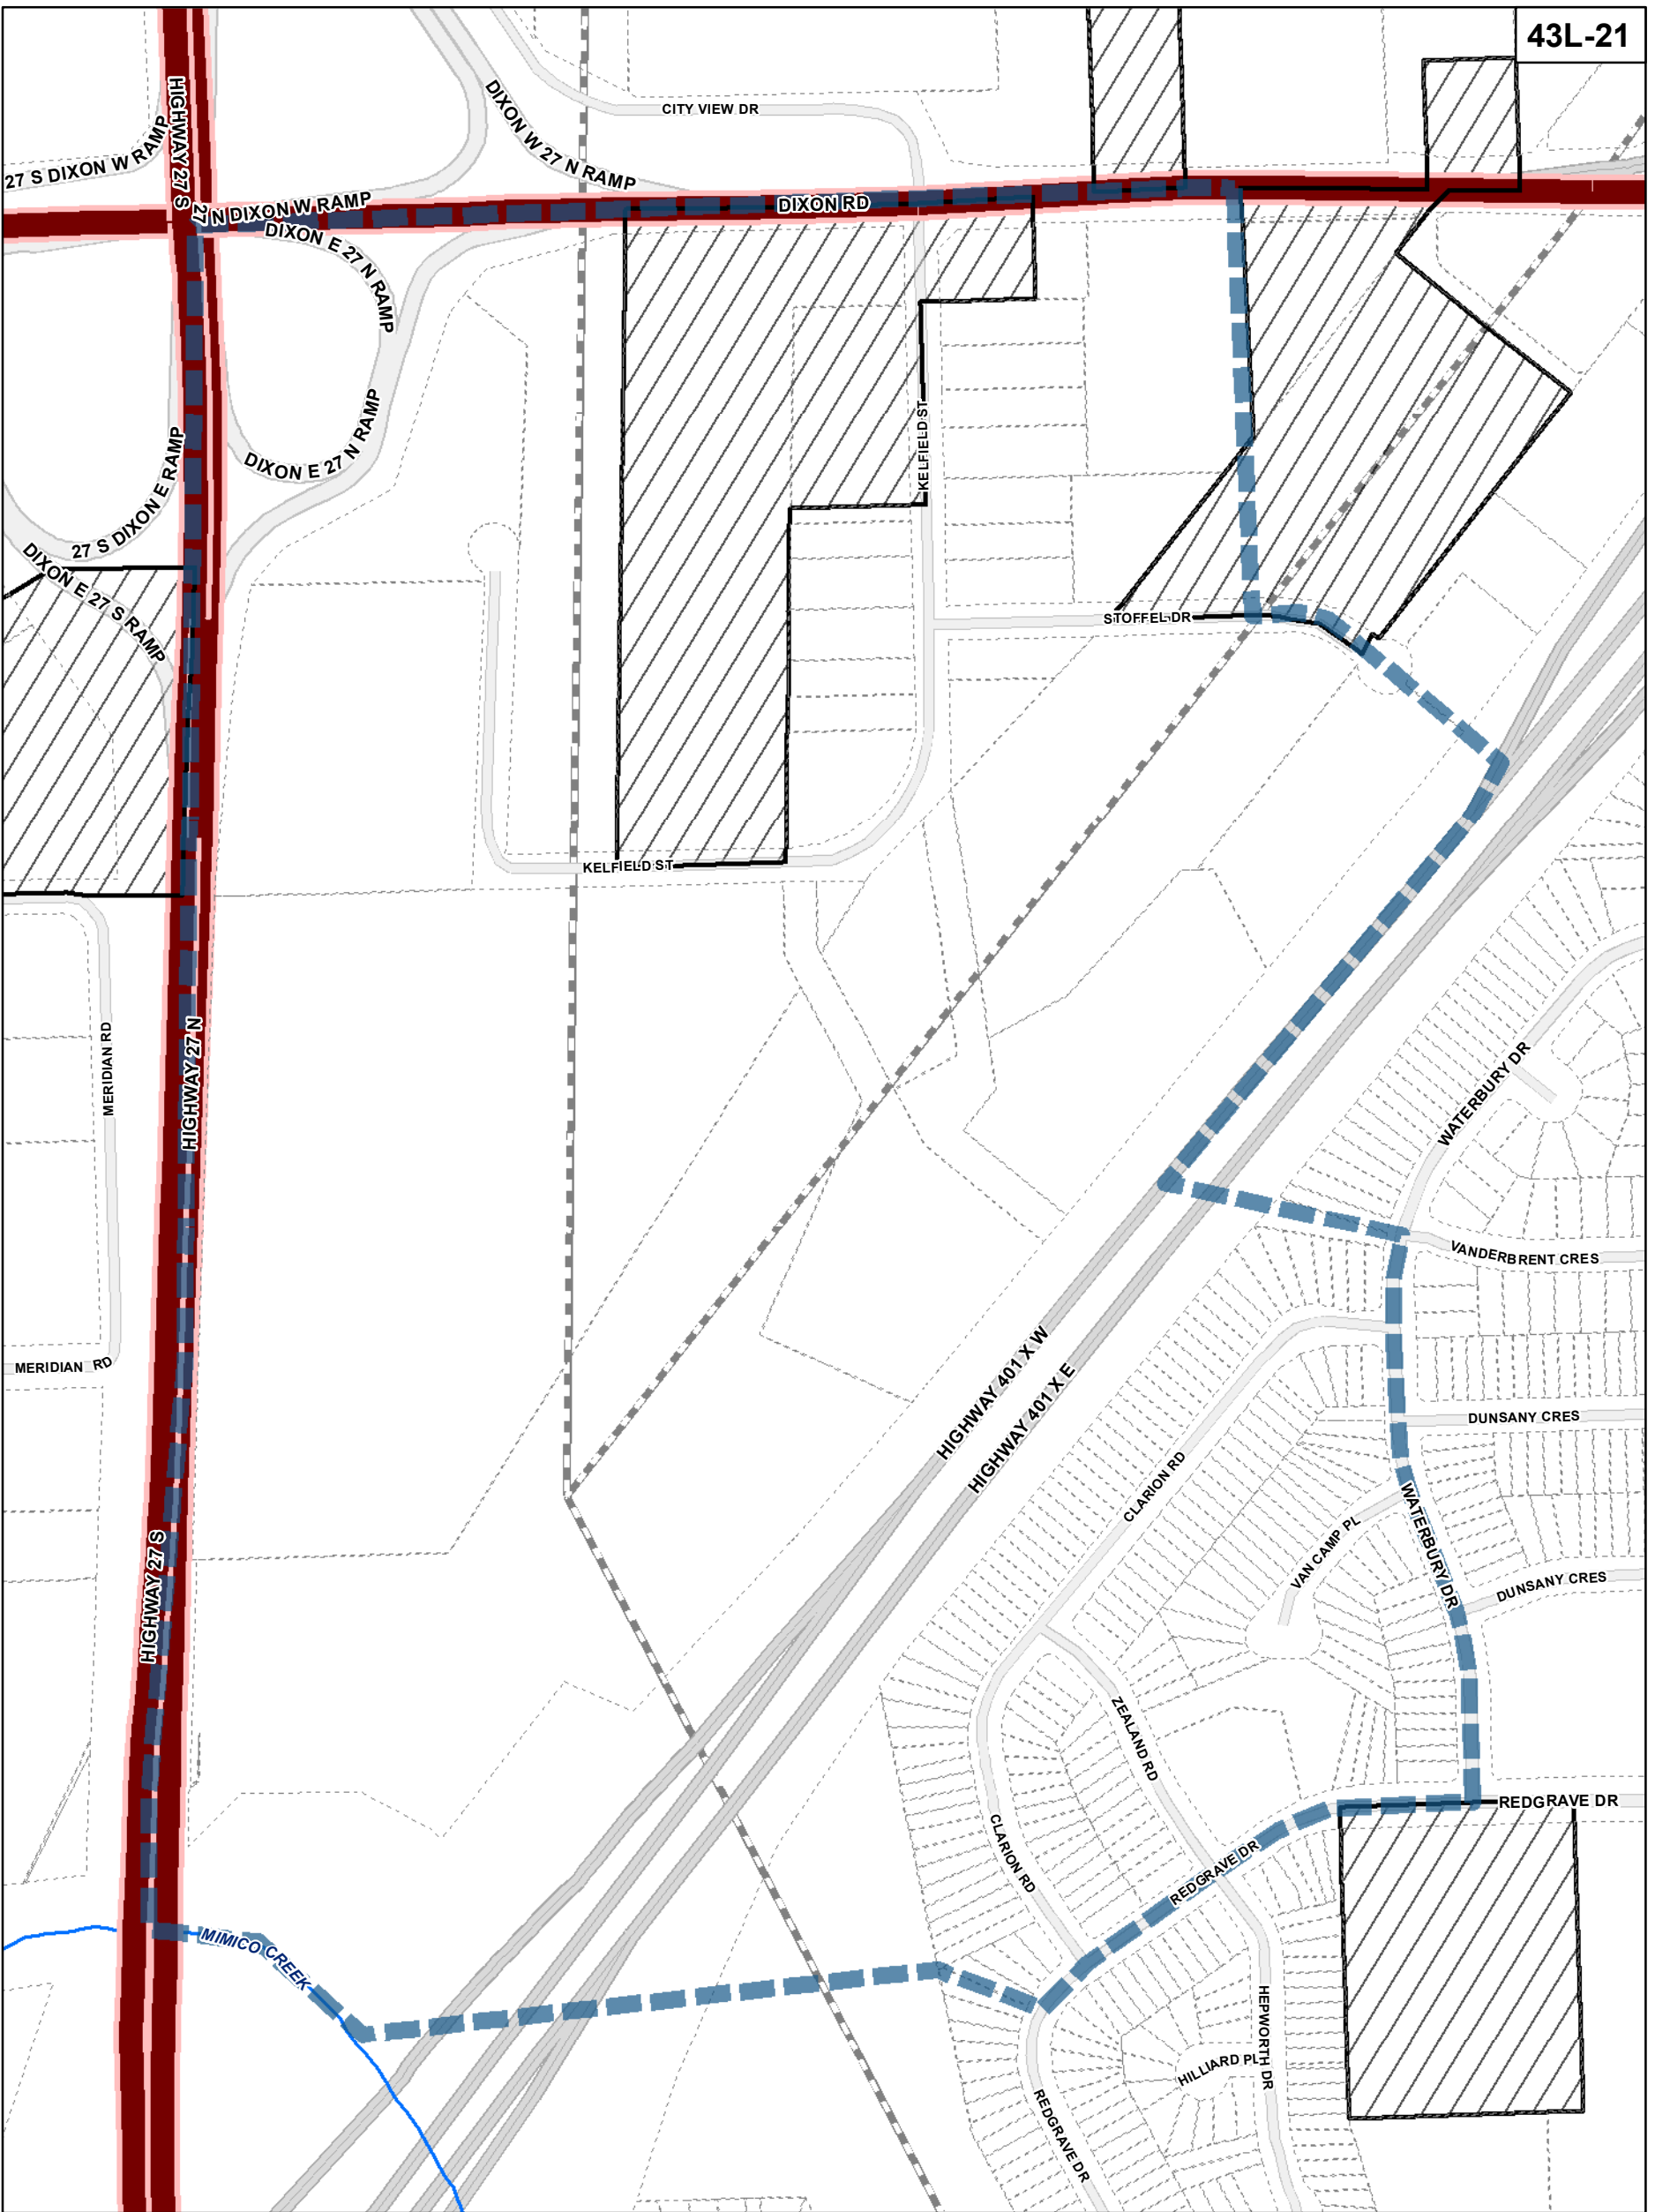 43L-21
HIGHWAY 27 S
27 S DIXON W RAMP
DIXON W 27 N RAMP
CITY VIEW DR
27 N DIXON W RAMP
DIXON RD
DIXON E 27 N RAMP
DIXON E 27 N RAMP
27 S DIXON E RAMP
DIXON E 27 S RAMP
KELFIELD ST
STOFFEL DR
KELFIELD ST
MERIDIAN RD
HIGHWAY 27 N
WATERBURY DR
VANDERBRENT CRES
MERIDIAN RD
HIGHWAY 401 X W
HIGHWAY 401 X E
DUNSANY CRES
CLARION RD
VAN CAMP PL
WATERBURY DR
DUNSANY CRES
HIGHWAY 27 S
ZEALAND RD
REDGRAVE DR
CLARION RD
REDGRAVE DR
MIMICO CREEK
HEPWORTH DR
HILLIARD PL
REDGRAVE DR